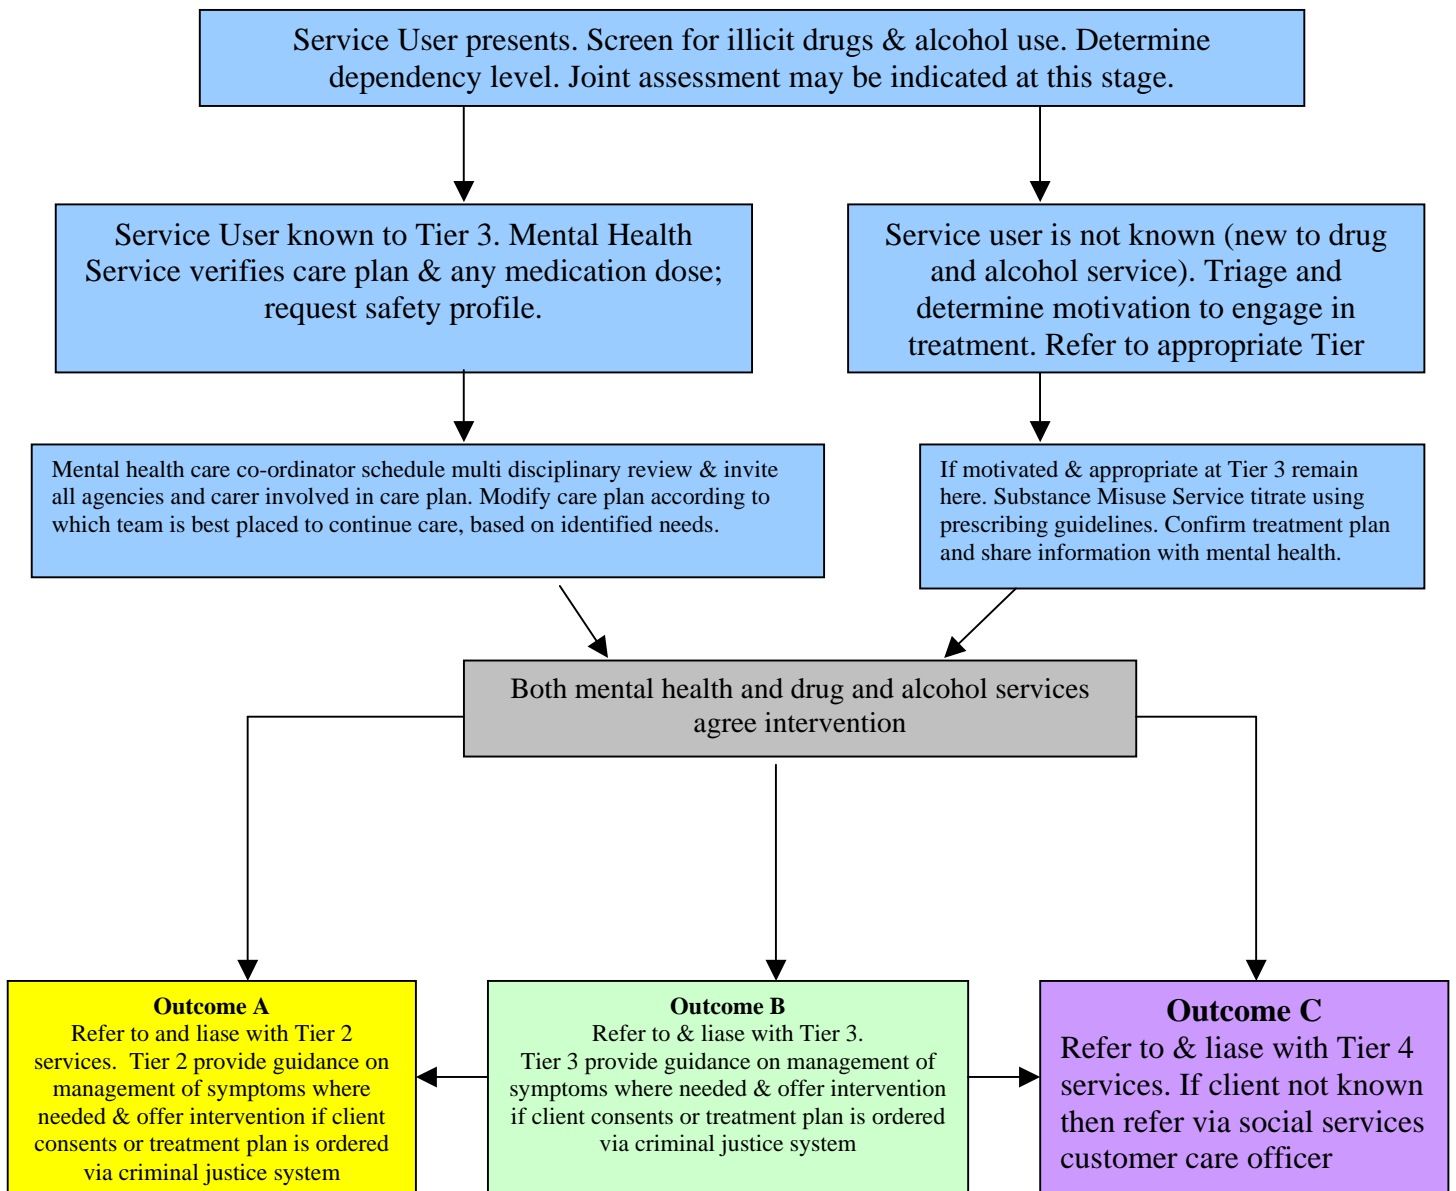 Service User presents. Screen for illicit drugs & alcohol use. Determine
dependency level. Joint assessment may be indicated at this stage.
Service User known to Tier 3. Mental Health
Service verifies care plan & any medication dose;
request safety profile.
Service user is not known (new to drug
and alcohol service). Triage and
determine motivation to engage in
treatment. Refer to appropriate Tier
Mental health care co-ordinator schedule multi disciplinary review & invite
all agencies and carer involved in care plan. Modify care plan according to
which team is best placed to continue care, based on identified needs.
If motivated & appropriate at Tier 3 remain
here. Substance Misuse Service titrate using
prescribing guidelines. Confirm treatment plan
and share information with mental health.
Both mental health and drug and alcohol services
agree intervention
Outcome A
Refer to and liase with Tier 2
services. Tier 2 provide guidance on
management of symptoms where
needed & offer intervention if client
consents or treatment plan is ordered
via criminal justice system
Outcome B
Refer to & liase with Tier 3.
Tier 3 provide guidance on management of
symptoms where needed & offer intervention
if client consents or treatment plan is ordered
via criminal justice system
Outcome C
Refer to & liase with Tier 4
services. If client not known
then refer via social services
customer care officer